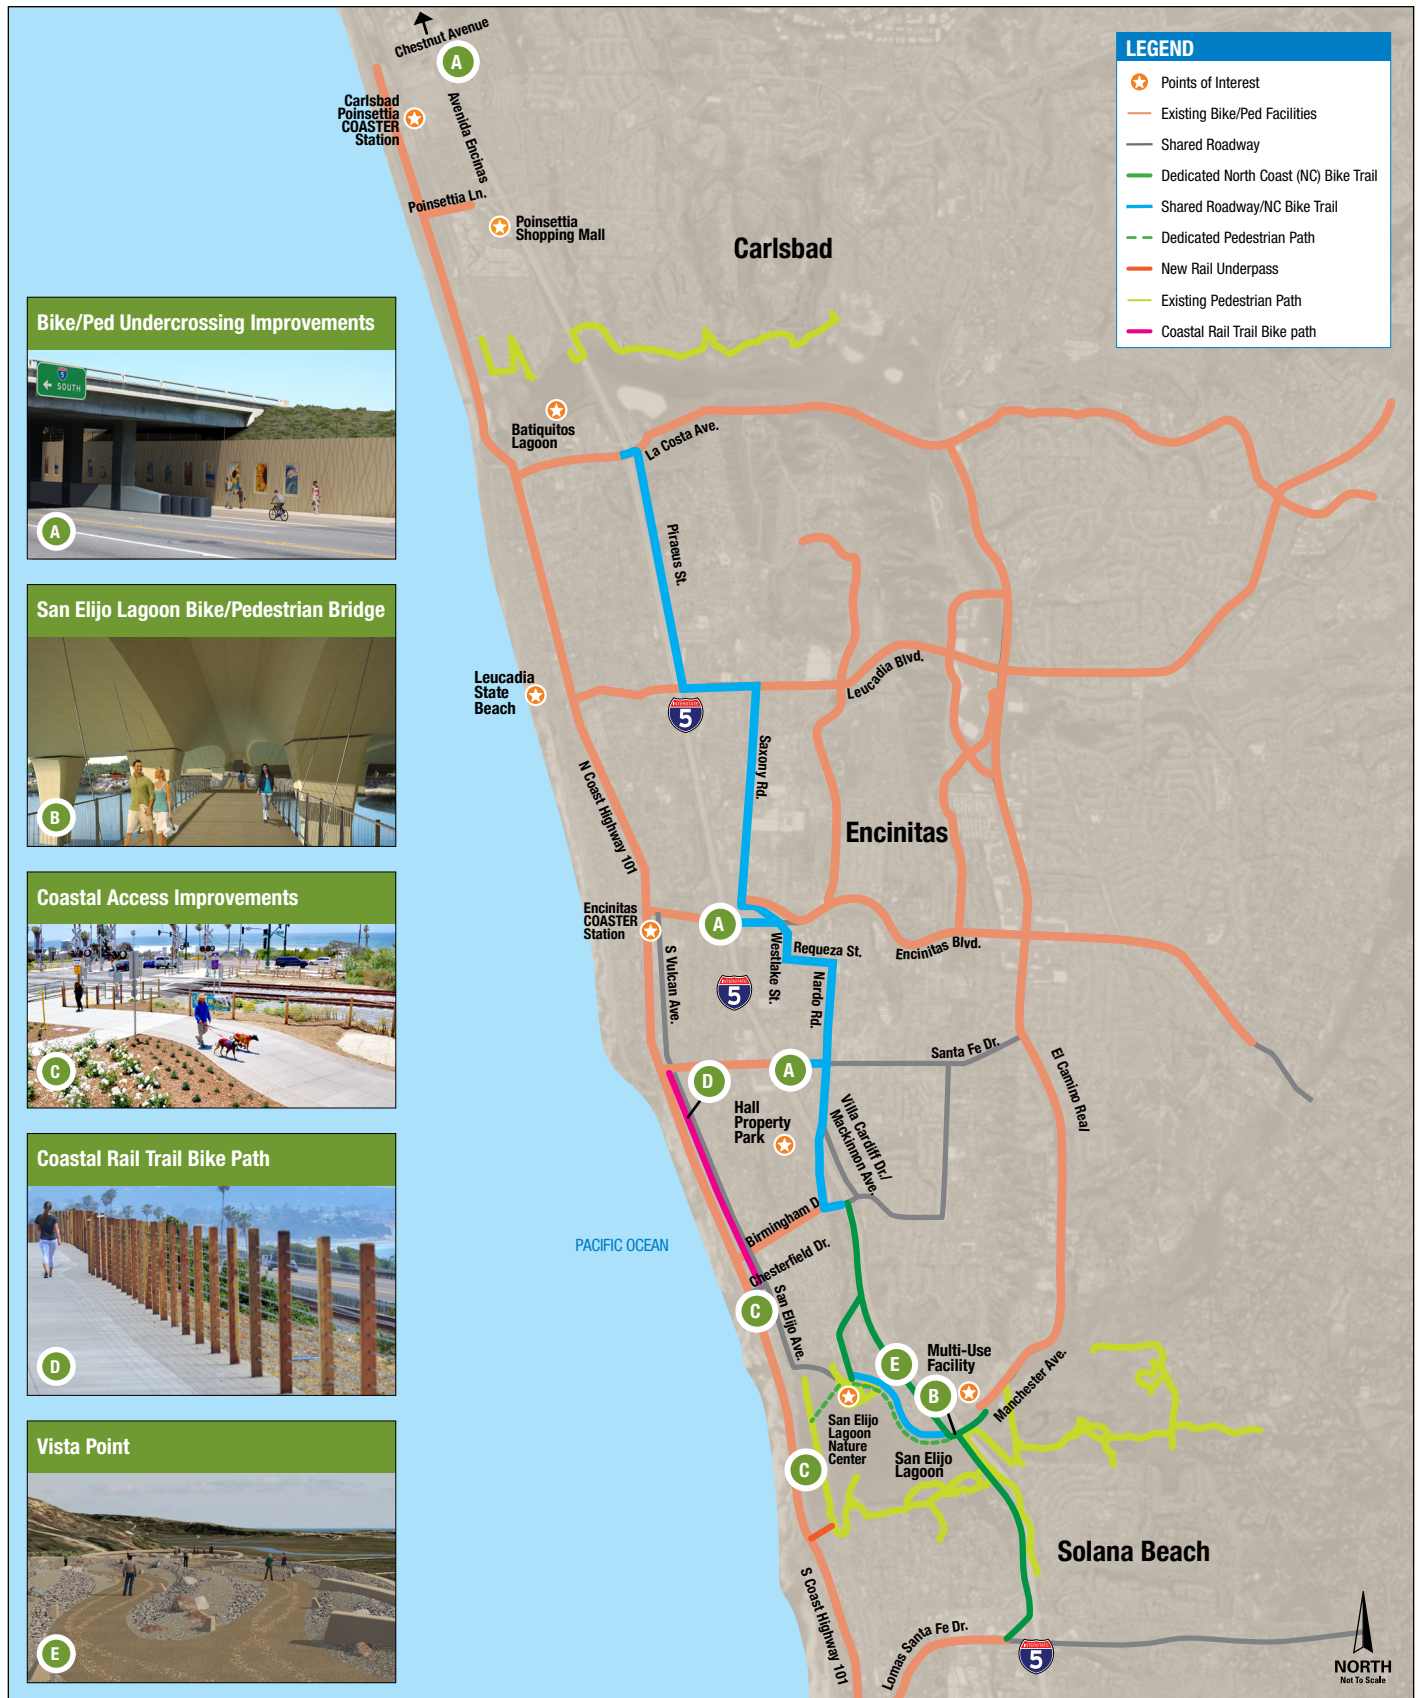 Chestnut Avenue
A
Carlsbad
Poinsettia
COASTER
Station
Avenida Encinas
Poinsettia Ln.
Poinsettia
Shopping Mall
Carlsbad
LEGEND
Points of Interest
Existing Bike/Ped Facilities
Shared Roadway
Dedicated North Coast (NC) Bike Trail
Shared Roadway/NC Bike Trail
Dedicated Pedestrian Path
New Rail Underpass
Existing Pedestrian Path
Coastal Rail Trail Bike path
Bike/Ped Undercrossing Improvements
5
SOUTH
A
San Elijo Lagoon Bike/Pedestrian Bridge
B
Coastal Access Improvements
C
Coastal Rail Trail Bike Path
D
Vista Point
E
Batiquitos
Lagoon
La Costa Ave.
Piraeus St.
Leucadia
State
Beach
INTERSTATE
5
Leucadia Blvd.
Saxony Rd.
N Coast Highway 101
Encinitas
Encinitas
COASTER
Station
A
S Vulcan Ave.
Westlake St.
Requeza St.
Encinitas Blvd.
INTERSTATE
5
Nardo Rd.
Santa Fe Dr.
El Camino Real
A
D
Hall
Property
Park
Villa Cardiff Dr./
Mackinnon Ave.
Birmingham D
Chesterfield Dr.
PACIFIC OCEAN
C
San Elijo Ave.
E
Multi-Use
Facility
B
Manchester Ave.
San Elijo
Lagoon
Nature
Center
San Elijo
Lagoon
C
Solana Beach
S Coast Highway 101
Lomas Santa Fe Dr.
INTERSTATE
5
NORTH
Not To Scale